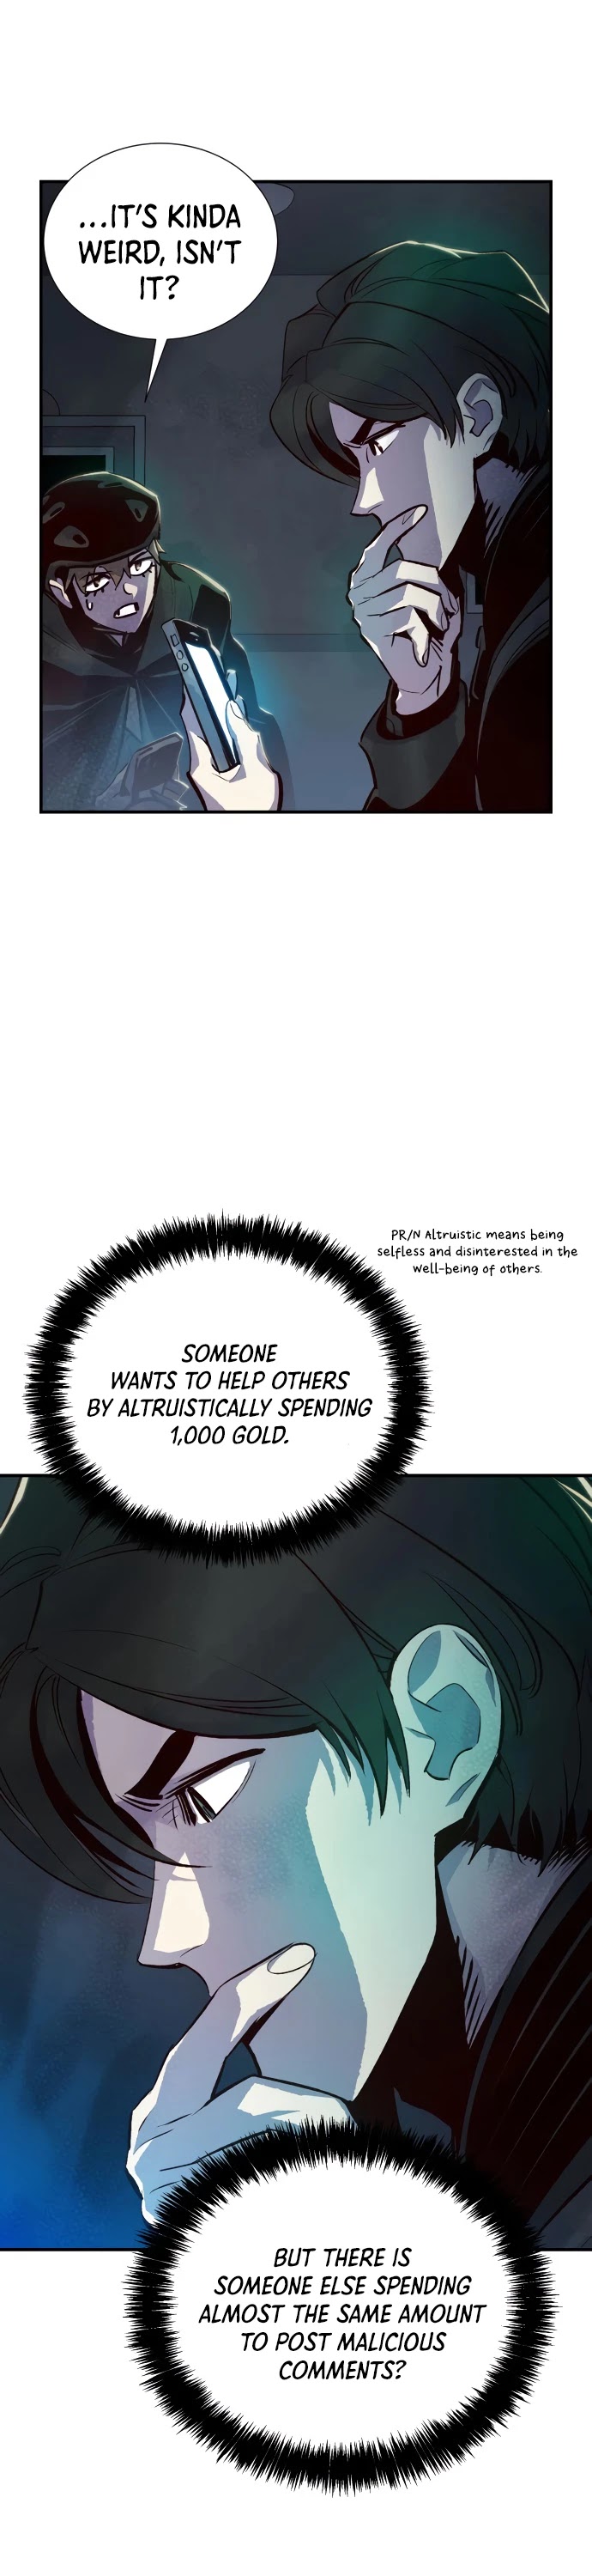 ...IT'S KINDA
WEIRD, ISN'T
IT?
PR/N Altruistic means being
selfless and disinterested in the
well-being of others.
SOMEONE
WANTS TO HELP OTHERS
BY ALTRUISTICALLY SPENDING
1,000 GOLD.
BUT THERE IS
SOMEONE ELSE SPENDING
ALMOST THE SAME AMOUNT
TO POST MALICIOUS
COMMENTS?